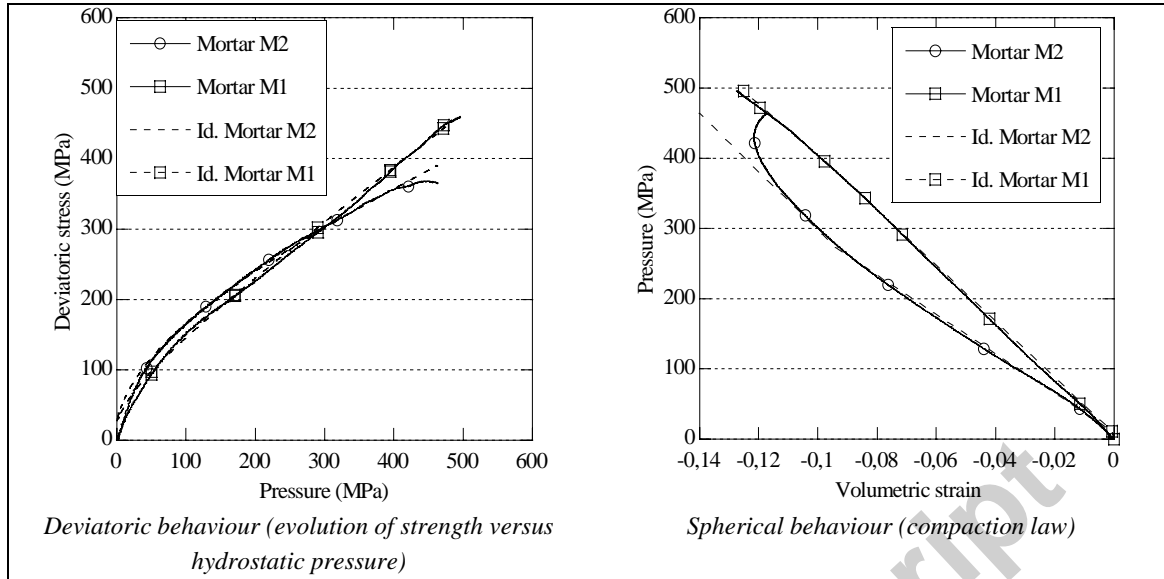 600
500
400
300
200
100
0
Deviatoric stress (MPa)
Mortar M2
Mortar M1
Id. Mortar M2
Id. Mortar M1
0 100 200 300 400 500 600
Pressure (MPa)
Deviatoric behaviour (evolution of strength versus
hydrostatic pressure)
600
500
400
300
200
100
0
Pressure (MPa)
Mortar M2
Mortar M1
Id. Mortar M2
Id. Mortar M1
-0,14 -0,12 -0,1 -0,08 -0,06 -0,04 -0,02 0
Volumetric strain
Spherical behaviour (compaction law)
ript